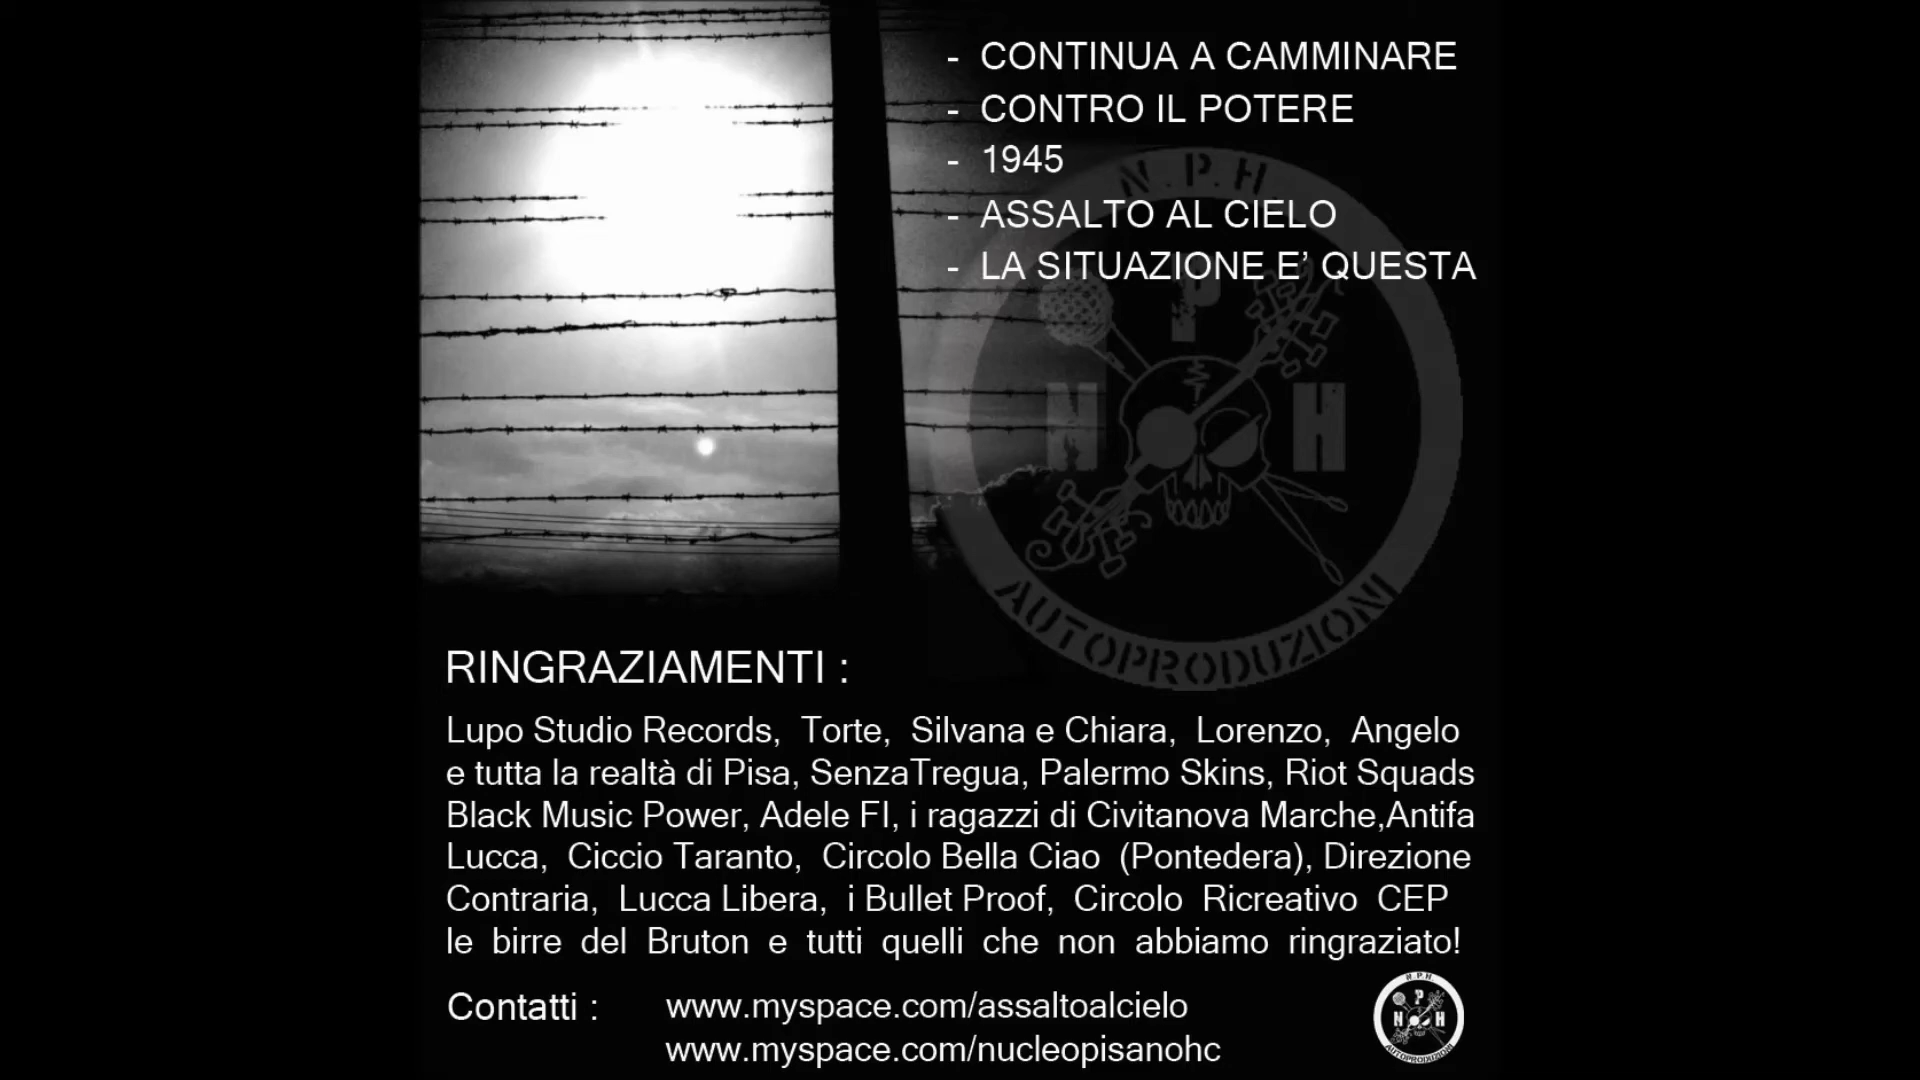 - CONTINUA A CAMMINARE
- CONTRO IL POTERE
- 1945
- ASSALTO AL CIELO
- LA SITUAZIONE E' QUESTA
N.P.H
P
N H
AUTOPRODUZIONI
RINGRAZIAMENTI :
Lupo Studio Records, Torte, Silvana e Chiara, Lorenzo, Angelo
e tutta la realtà di Pisa, SenzaTregua, Palermo Skins, Riot Squads
Black Music Power, Adele FI, i ragazzi di Civitanova Marche,Antifa
Lucca, Ciccio Taranto, Circolo Bella Ciao (Pontedera), Direzione
Contraria, Lucca Libera, i Bullet Proof, Circolo Ricreativo CEP
le birre del Bruton e tutti quelli che non abbiamo ringraziato!
Contatti : www.myspace.com/assaltoalcielo
www.myspace.com/nucleopisanohc
N.P.H
P
N H
AUTOPRODUZIONI